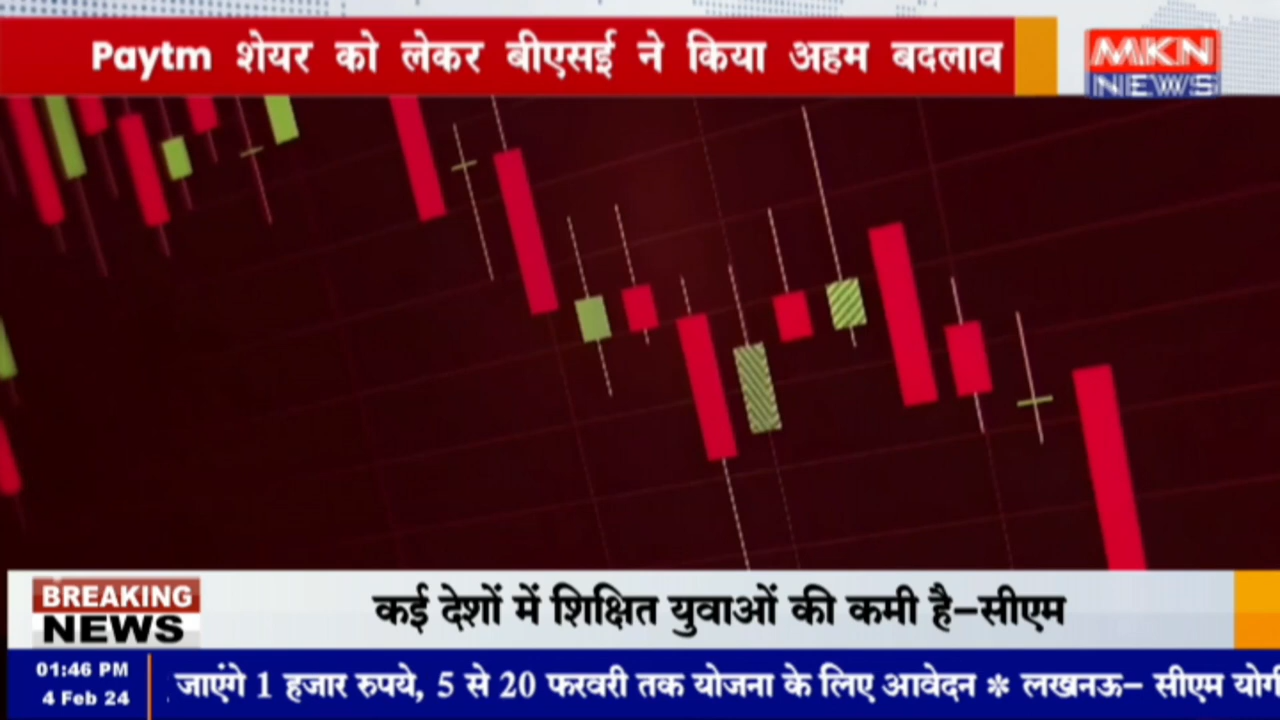 Paytm शेयर को लेकर बीएसई ने किया अहम बदलाव
MKN
NEWS
BREAKING
NEWS
कई देशों में शिक्षित युवाओं की कमी है–सीएम
01:46 PM
4 Feb 24
जाएंगे 1 हजार रुपये, 5 से 20 फरवरी तक योजना के लिए आवेदन * लखनऊ– सीएम योगी